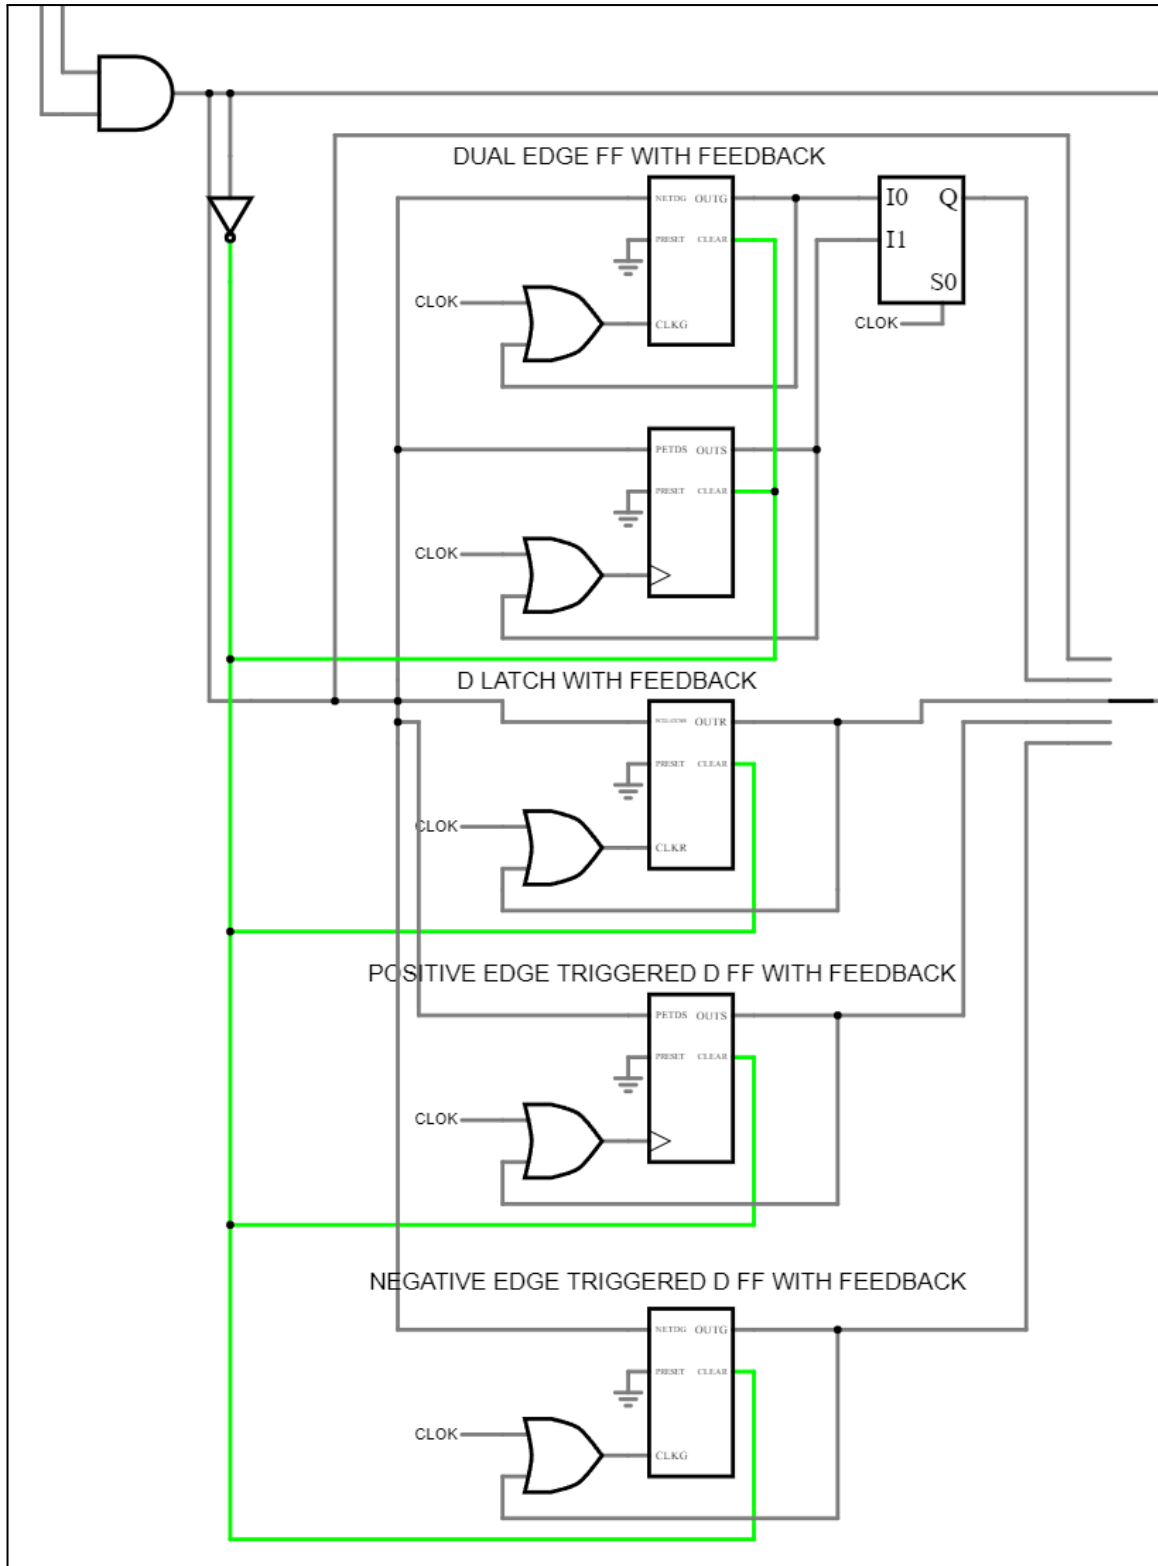 DUAL EDGE FF WITH FEEDBACK
NETDG OUTG
PRESET CLEAR
CLOK
CLKG
I0 Q
I1
S0
CLOK
PETDS OUTS
PRESET CLEAR
CLOK
D LATCH WITH FEEDBACK
OUTR
PRESET CLEAR
CLOK
CLKR
POSITIVE EDGE TRIGGERED D FF WITH FEEDBACK
PETDS OUTS
PRESET CLEAR
CLOK
NEGATIVE EDGE TRIGGERED D FF WITH FEEDBACK
NETDG OUTG
PRESET CLEAR
CLOK
CLKG